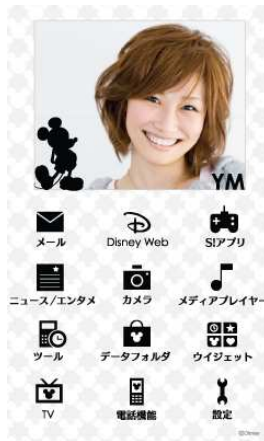 YM
メール
Disney Web
S!アプリ
ニュース/エンタメ
カメラ
メディアプレイヤー
ツール
データフォルダ
ウイジェット
TV
電話機能
設定
©Disney